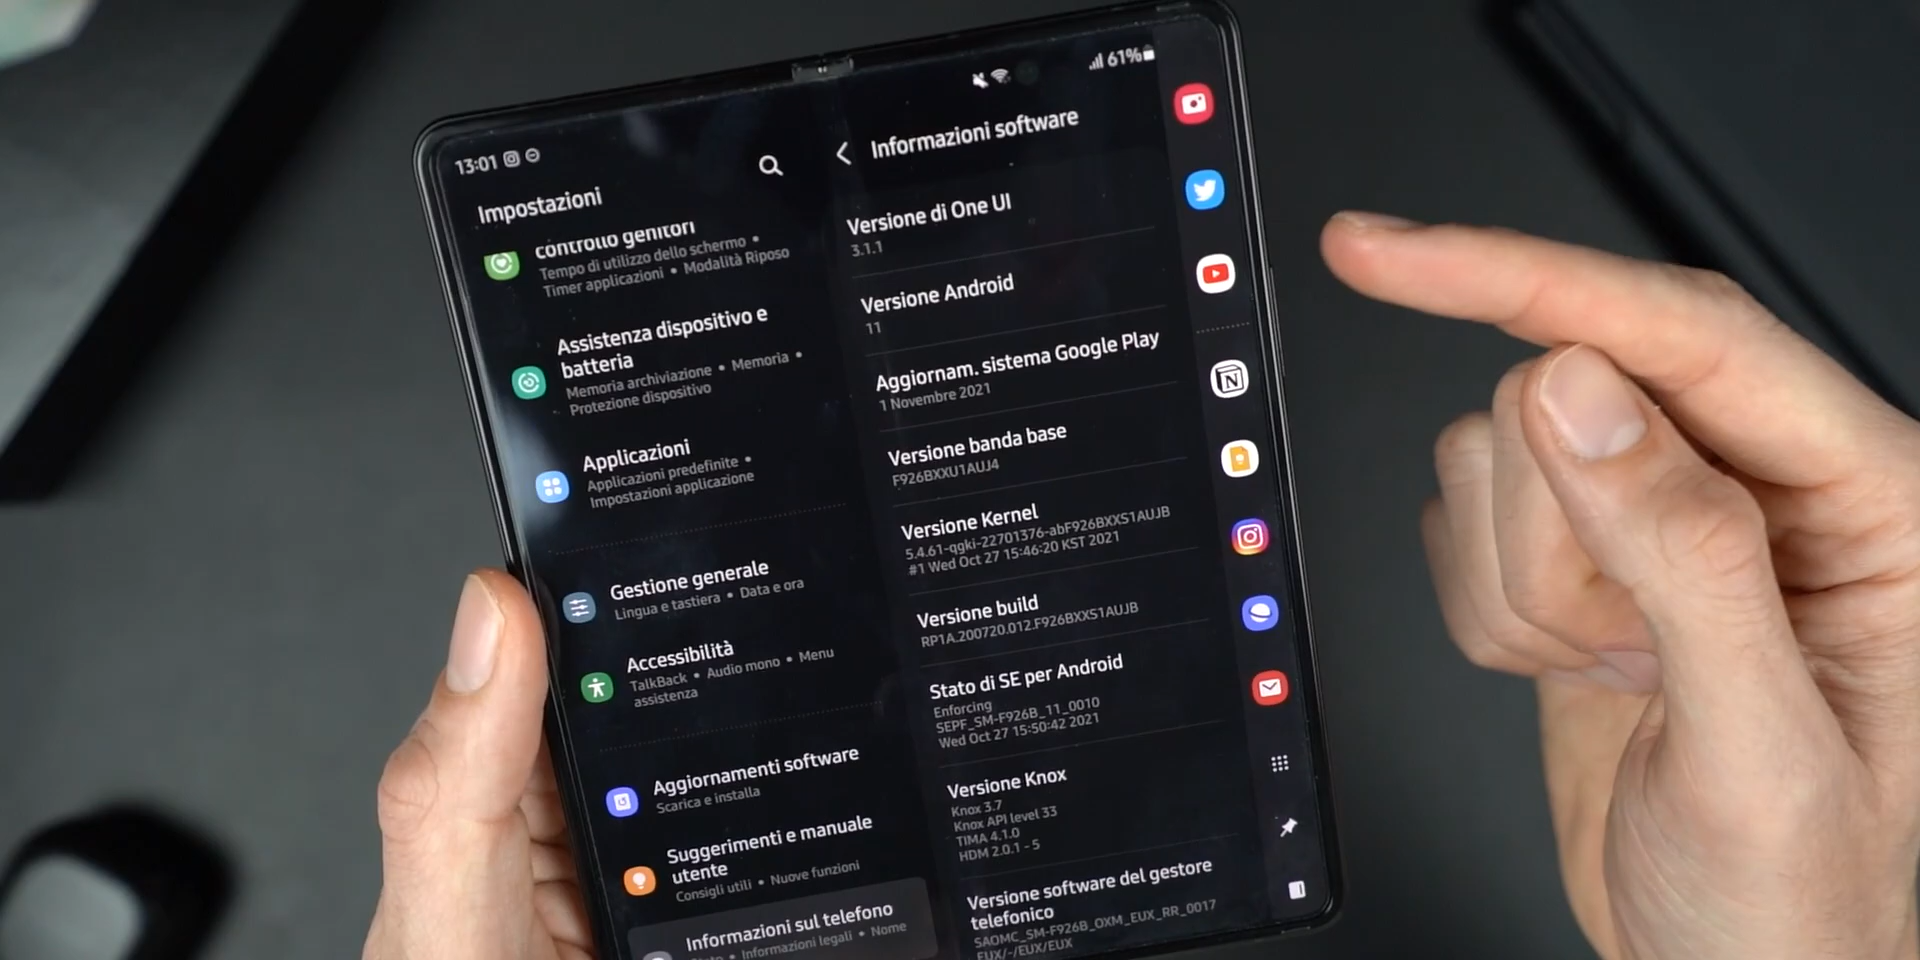 13:01
61%
Impostazioni
controllo genitori
Tempo di utilizzo dello schermo •
Timer applicazioni • Modalità Riposo
Assistenza dispositivo e
batteria
Memoria archiviazione • Memoria •
Protezione dispositivo
Applicazioni
Applicazioni predefinite •
Impostazioni applicazione
Gestione generale
Lingua e tastiera • Data e ora
Accessibilità
TalkBack • Audio mono • Menu
assistenza
Aggiornamenti software
Scarica e installa
Suggerimenti e manuale
utente
Consigli utili • Nuove funzioni
Informazioni sul telefono
Stato • Informazioni legali • Nome
Informazioni software
Versione di One UI
3.1.1
Versione Android
11
Aggiornam. sistema Google Play
1 Novembre 2021
Versione banda base
F926BXXU1AUJ4
Versione Kernel
5.4.61-qgki-22701376-abF926BXXS1AUJB
#1 Wed Oct 27 15:46:20 KST 2021
Versione build
RP1A.200720.012.F926BXXS1AUJB
Stato di SE per Android
Enforcing
SEPF_SM-F926B_11_0010
Wed Oct 27 15:50:42 2021
Versione Knox
Knox 3.7
Knox API level 33
TIMA 4.1.0
HDM 2.0.1 - 5
Versione software del gestore
telefonico
SAOMC_SM-F926B_OXM_EUX_RR_0017
EUX/-/EUX/EUX